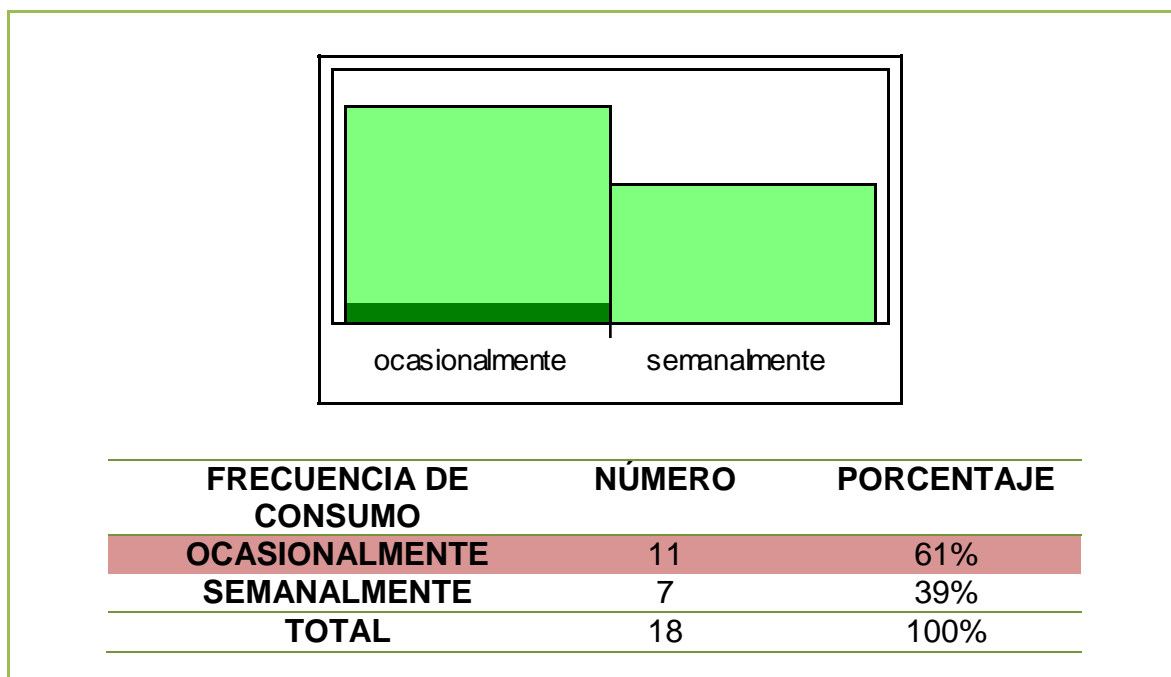 ocasionalmente semanalmente
FRECUENCIA DE NÚMERO PORCENTAJE
CONSUMO
OCASIONALMENTE 11 61%
SEMANALMENTE 7 39%
TOTAL 18 100%